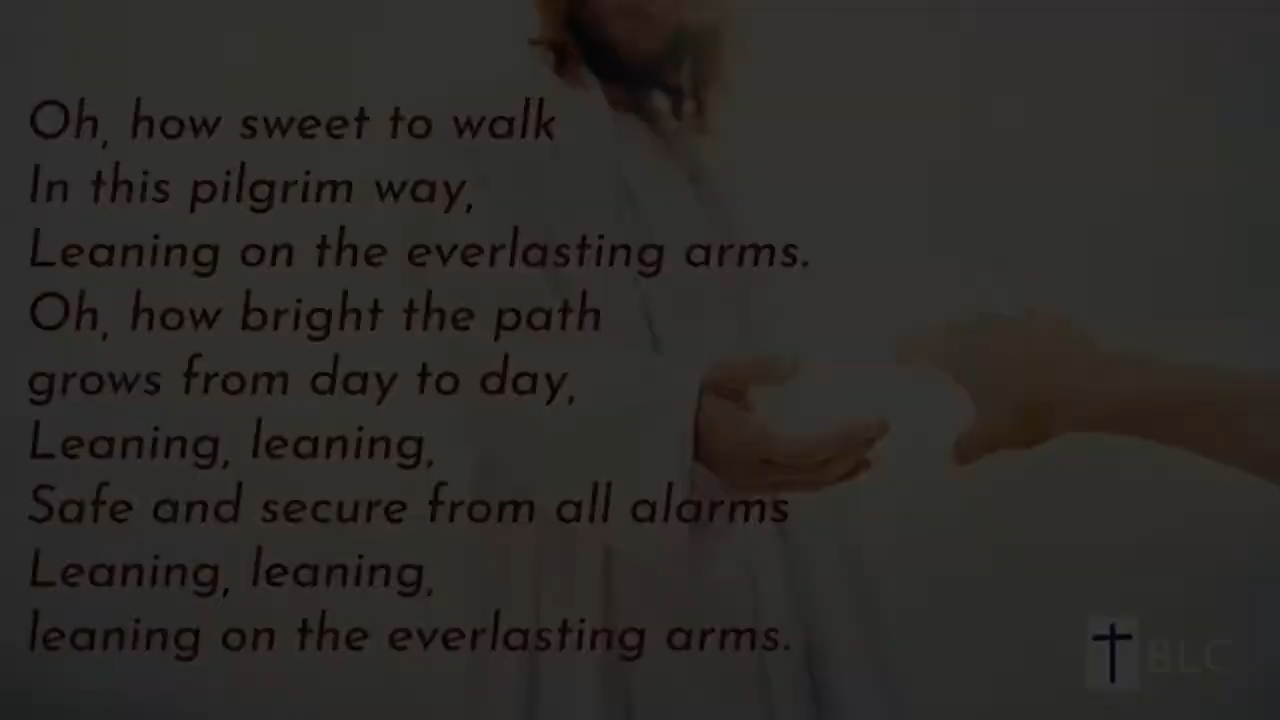 Oh, how sweet to walk
In this pilgrim way,
Leaning on the everlasting arms.
Oh, how bright the path
grows from day to day,
Leaning, leaning,
Safe and secure from all alarms
Leaning, leaning,
leaning on the everlasting arms.
BLC